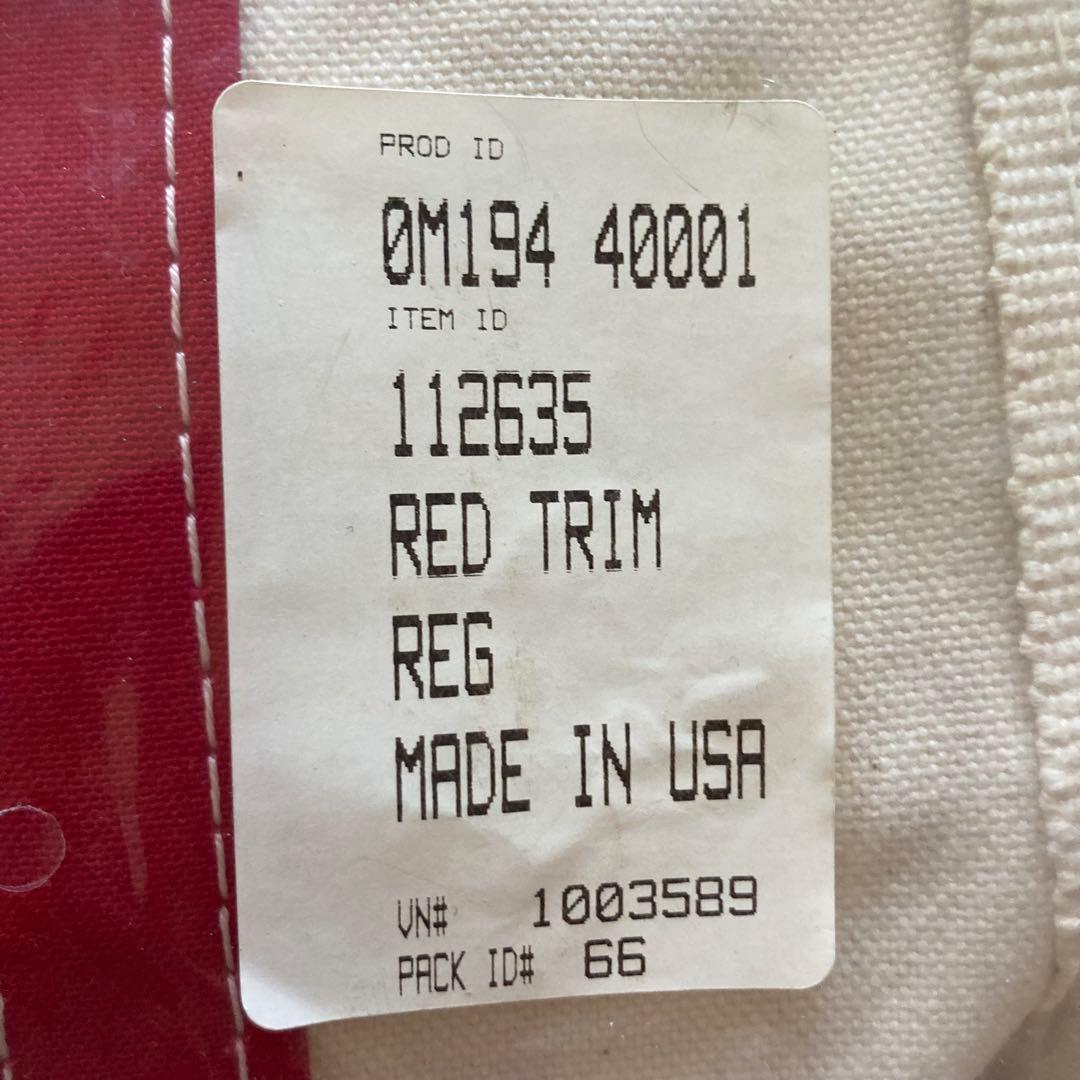 PROD ID
0M194 40001
ITEM ID
112635
RED TRIM
REG
MADE IN USA
VN# 1003589
PACK ID# 66